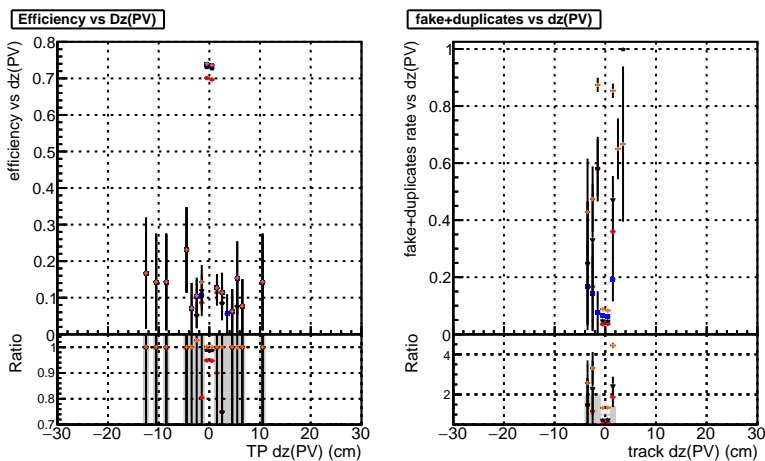 Efficiency vs Dz(PV)
efficiency vs dz(PV)
0.8
0.7
0.6
0.5
0.4
0.3
0.2
0.1
0
Ratio
1
0.9
0.8
0.7
−30 −20 −10 0 10 20 30
TP dz(PV) (cm)
fake+duplicates vs dz(PV)
fake+duplicates rate vs dz(PV)
1
0.8
0.6
0.4
0.2
0
Ratio
4
2
−30 −20 −10 0 10 20 30
track dz(PV) (cm)